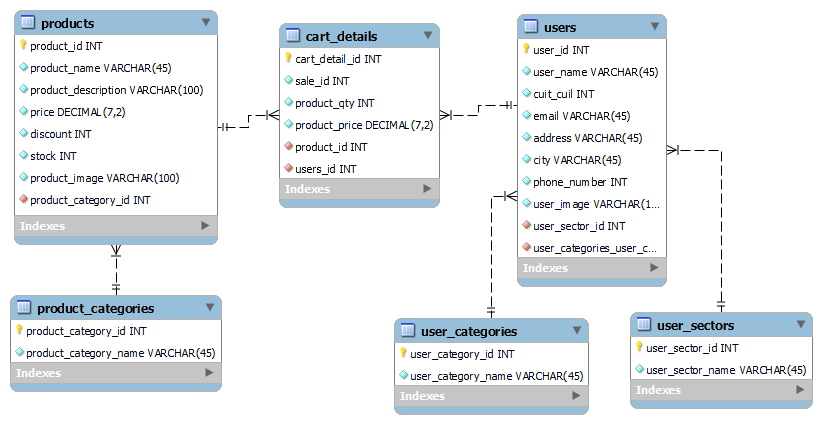 products
product_id INT
product_name VARCHAR(45)
product_description VARCHAR(100)
price DECIMAL(7,2)
discount INT
stock INT
product_image VARCHAR(100)
product_category_id INT
Indexes
cart_details
cart_detail_id INT
sale_id INT
product_qty INT
product_price DECIMAL(7,2)
product_id INT
users_id INT
Indexes
users
user_id INT
user_name VARCHAR(45)
cuit_cuil INT
email VARCHAR(45)
address VARCHAR(45)
city VARCHAR(45)
phone_number INT
user_image VARCHAR(1...
user_sector_id INT
user_categories_user_c...
Indexes
product_categories
product_category_id INT
product_category_name VARCHAR(45)
Indexes
user_categories
user_category_id INT
user_category_name VARCHAR(45)
Indexes
user_sectors
user_sector_id INT
user_sector_name VARCHAR(45)
Indexes